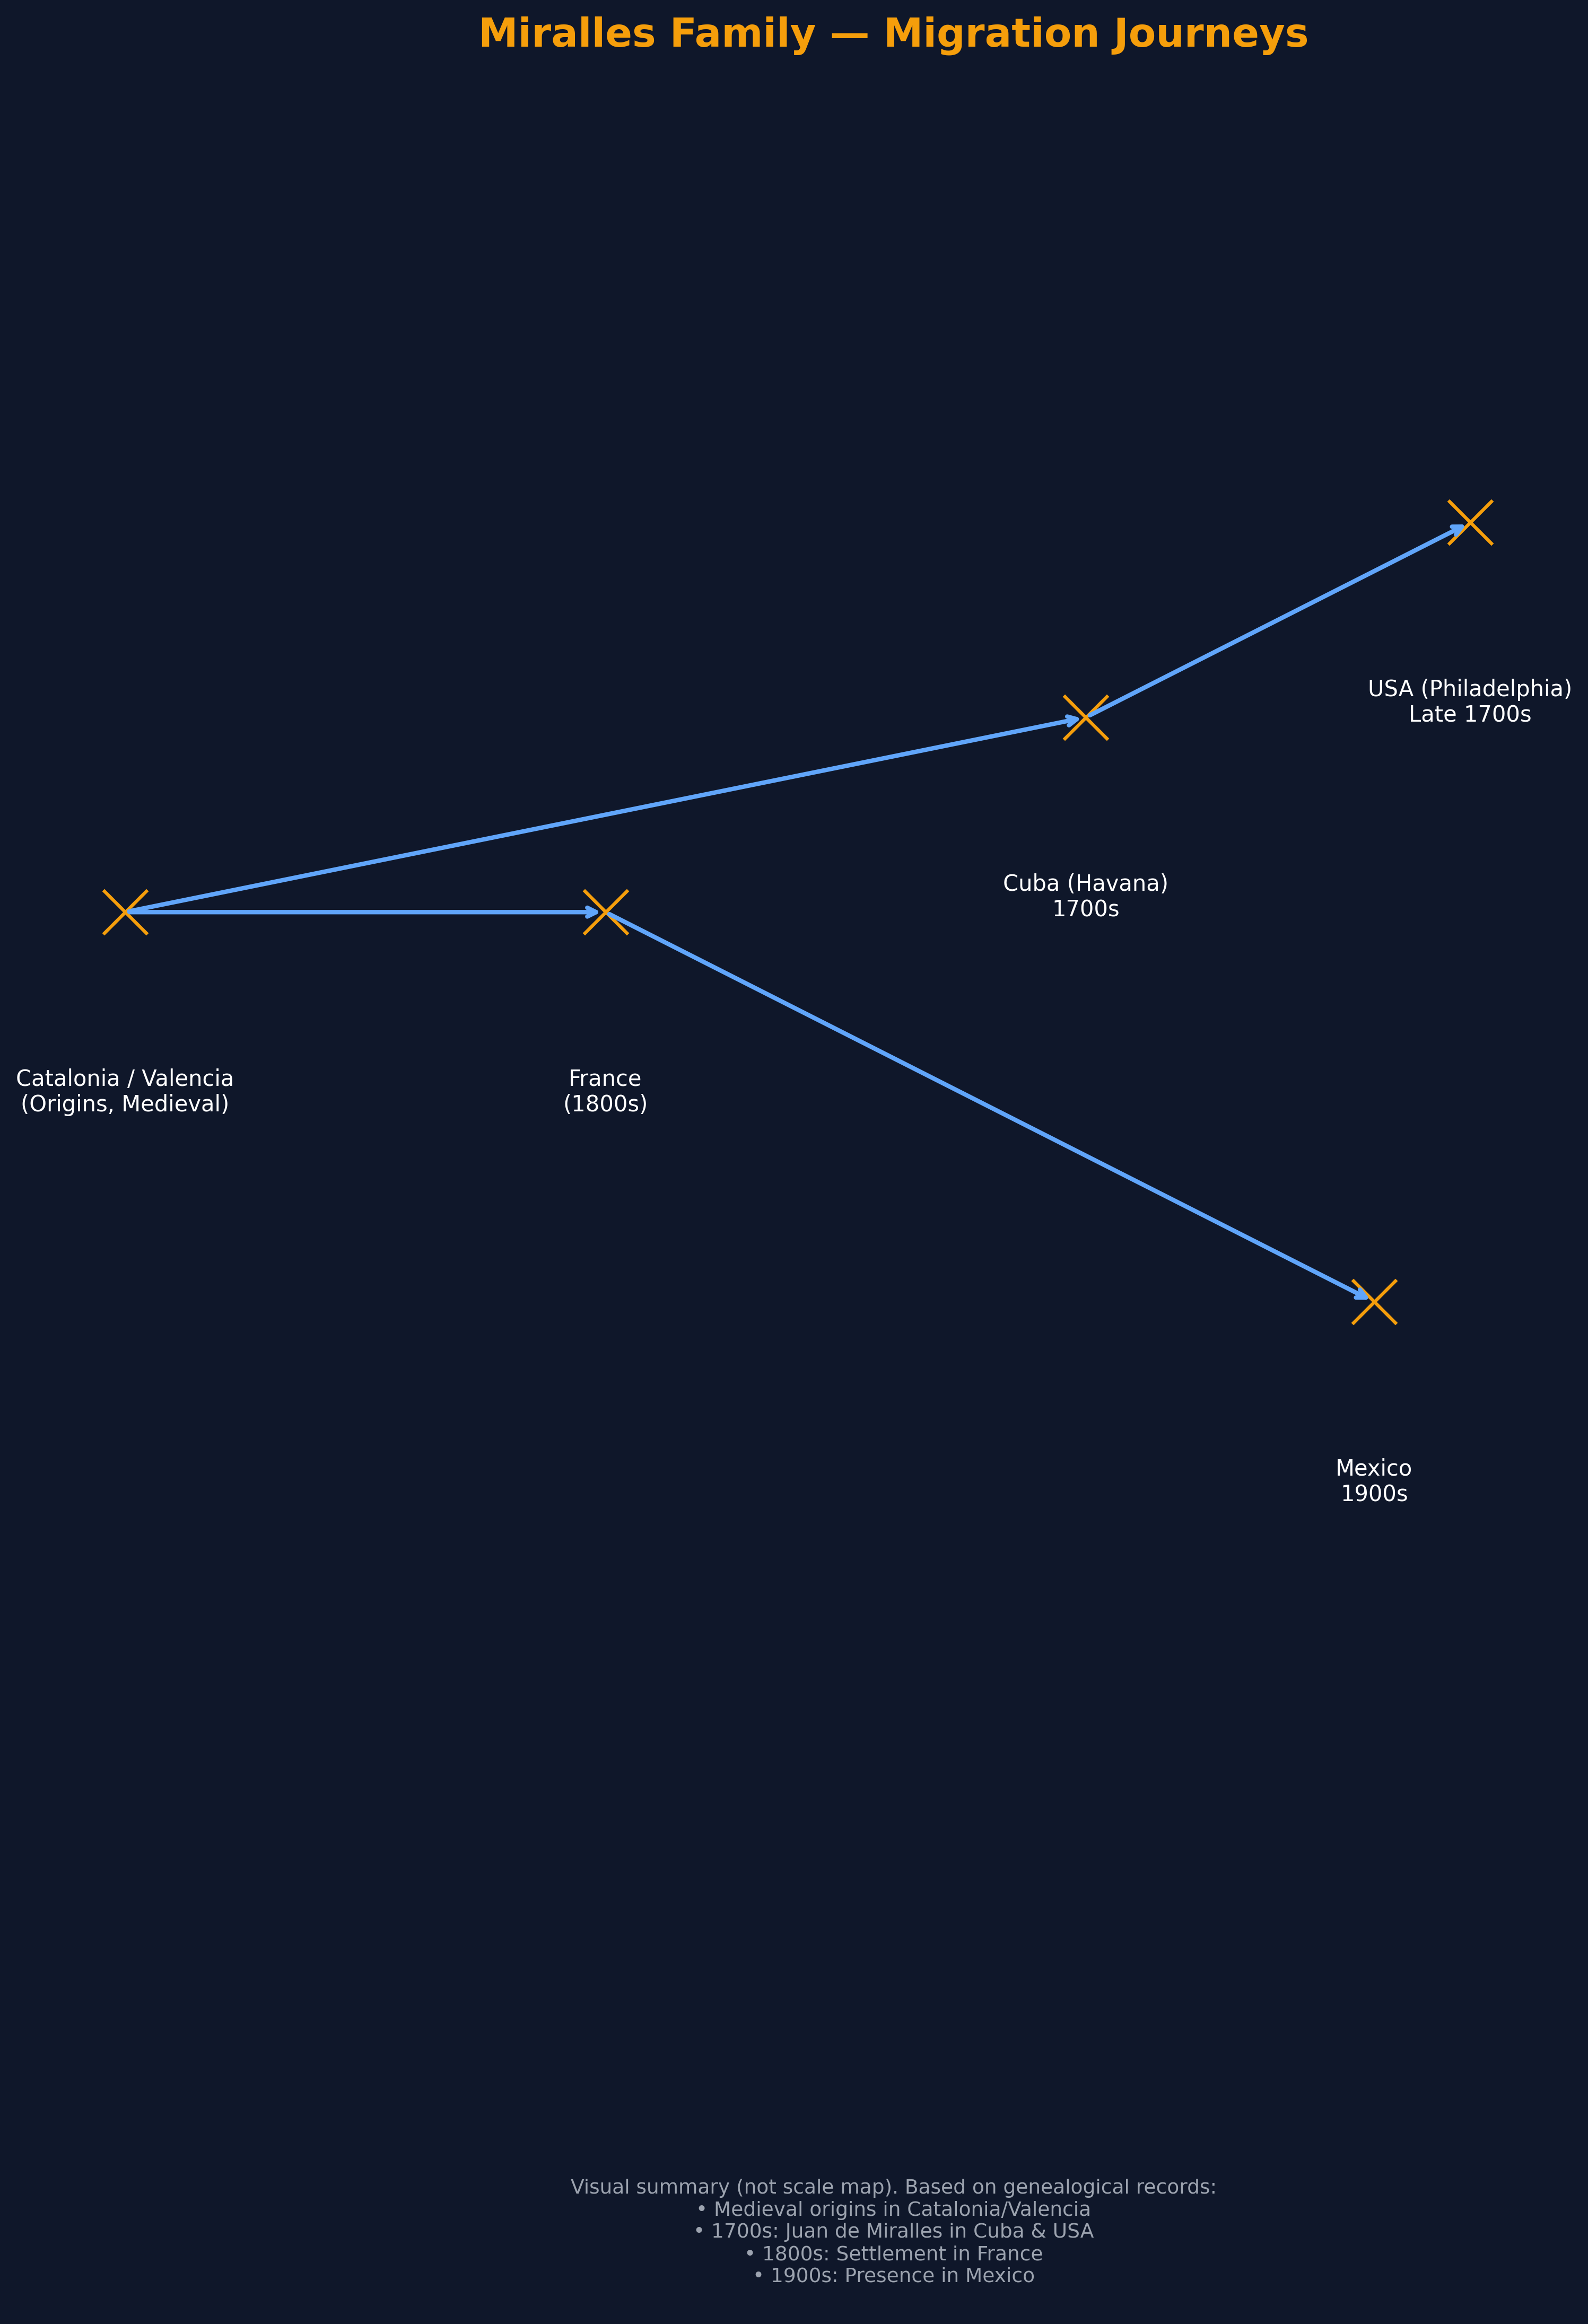 Miralles Family — Migration Journeys
USA (Philadelphia)
Late 1700s
Cuba (Havana)
1700s
Catalonia / Valencia
(Origins, Medieval)
France
(1800s)
Mexico
1900s
Visual summary (not scale map). Based on genealogical records:
• Medieval origins in Catalonia/Valencia
• 1700s: Juan de Miralles in Cuba & USA
• 1800s: Settlement in France
• 1900s: Presence in Mexico